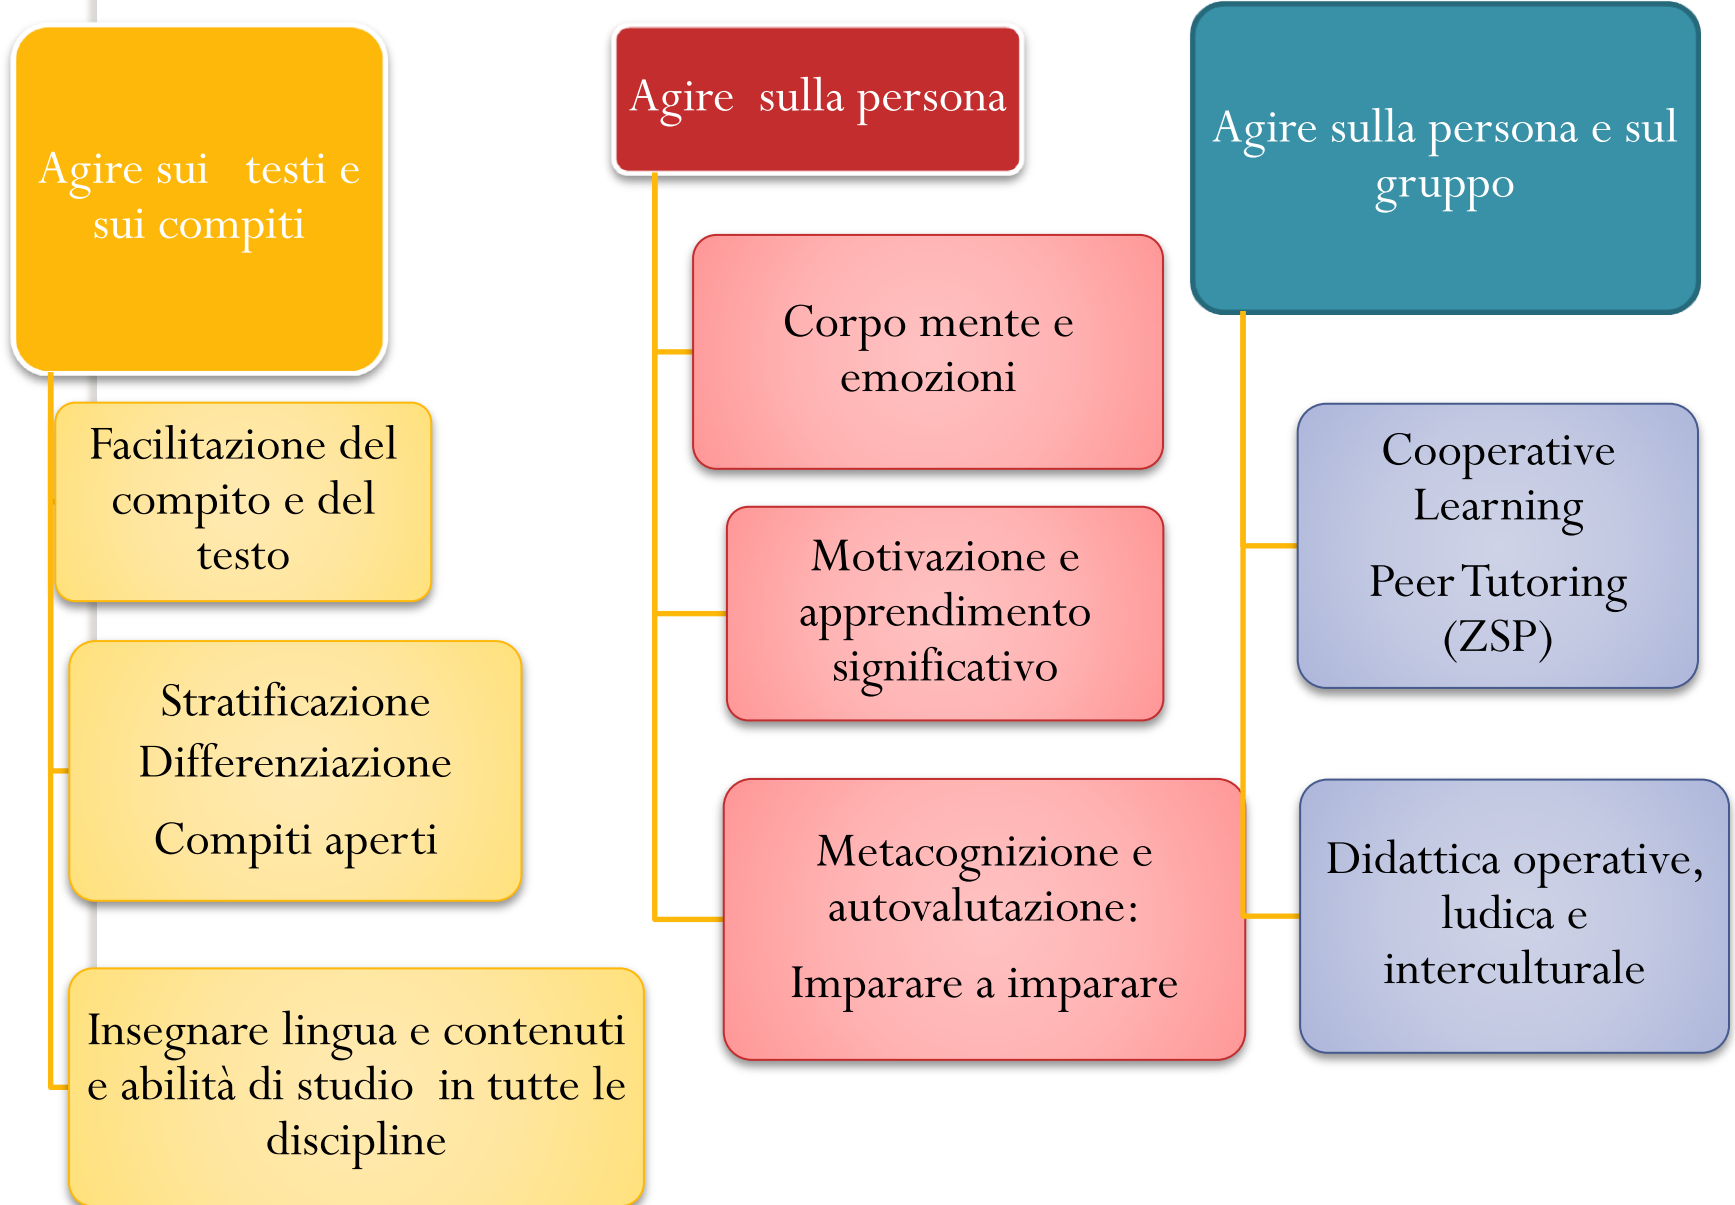 Agire sui testi e
sui compiti
Facilitazione del
compito e del
testo
Stratificazione
Differenziazione
Compiti aperti
Insegnare lingua e contenuti
e abilità di studio in tutte le
discipline
Agire sulla persona
Corpo mente e
emozioni
Motivazione e
apprendimento
significativo
Metacognizione e
autovalutazione:
Imparare a imparare
Agire sulla persona e sul
gruppo
Cooperative
Learning
Peer Tutoring
(ZSP)
Didattica operative,
ludica e
interculturale